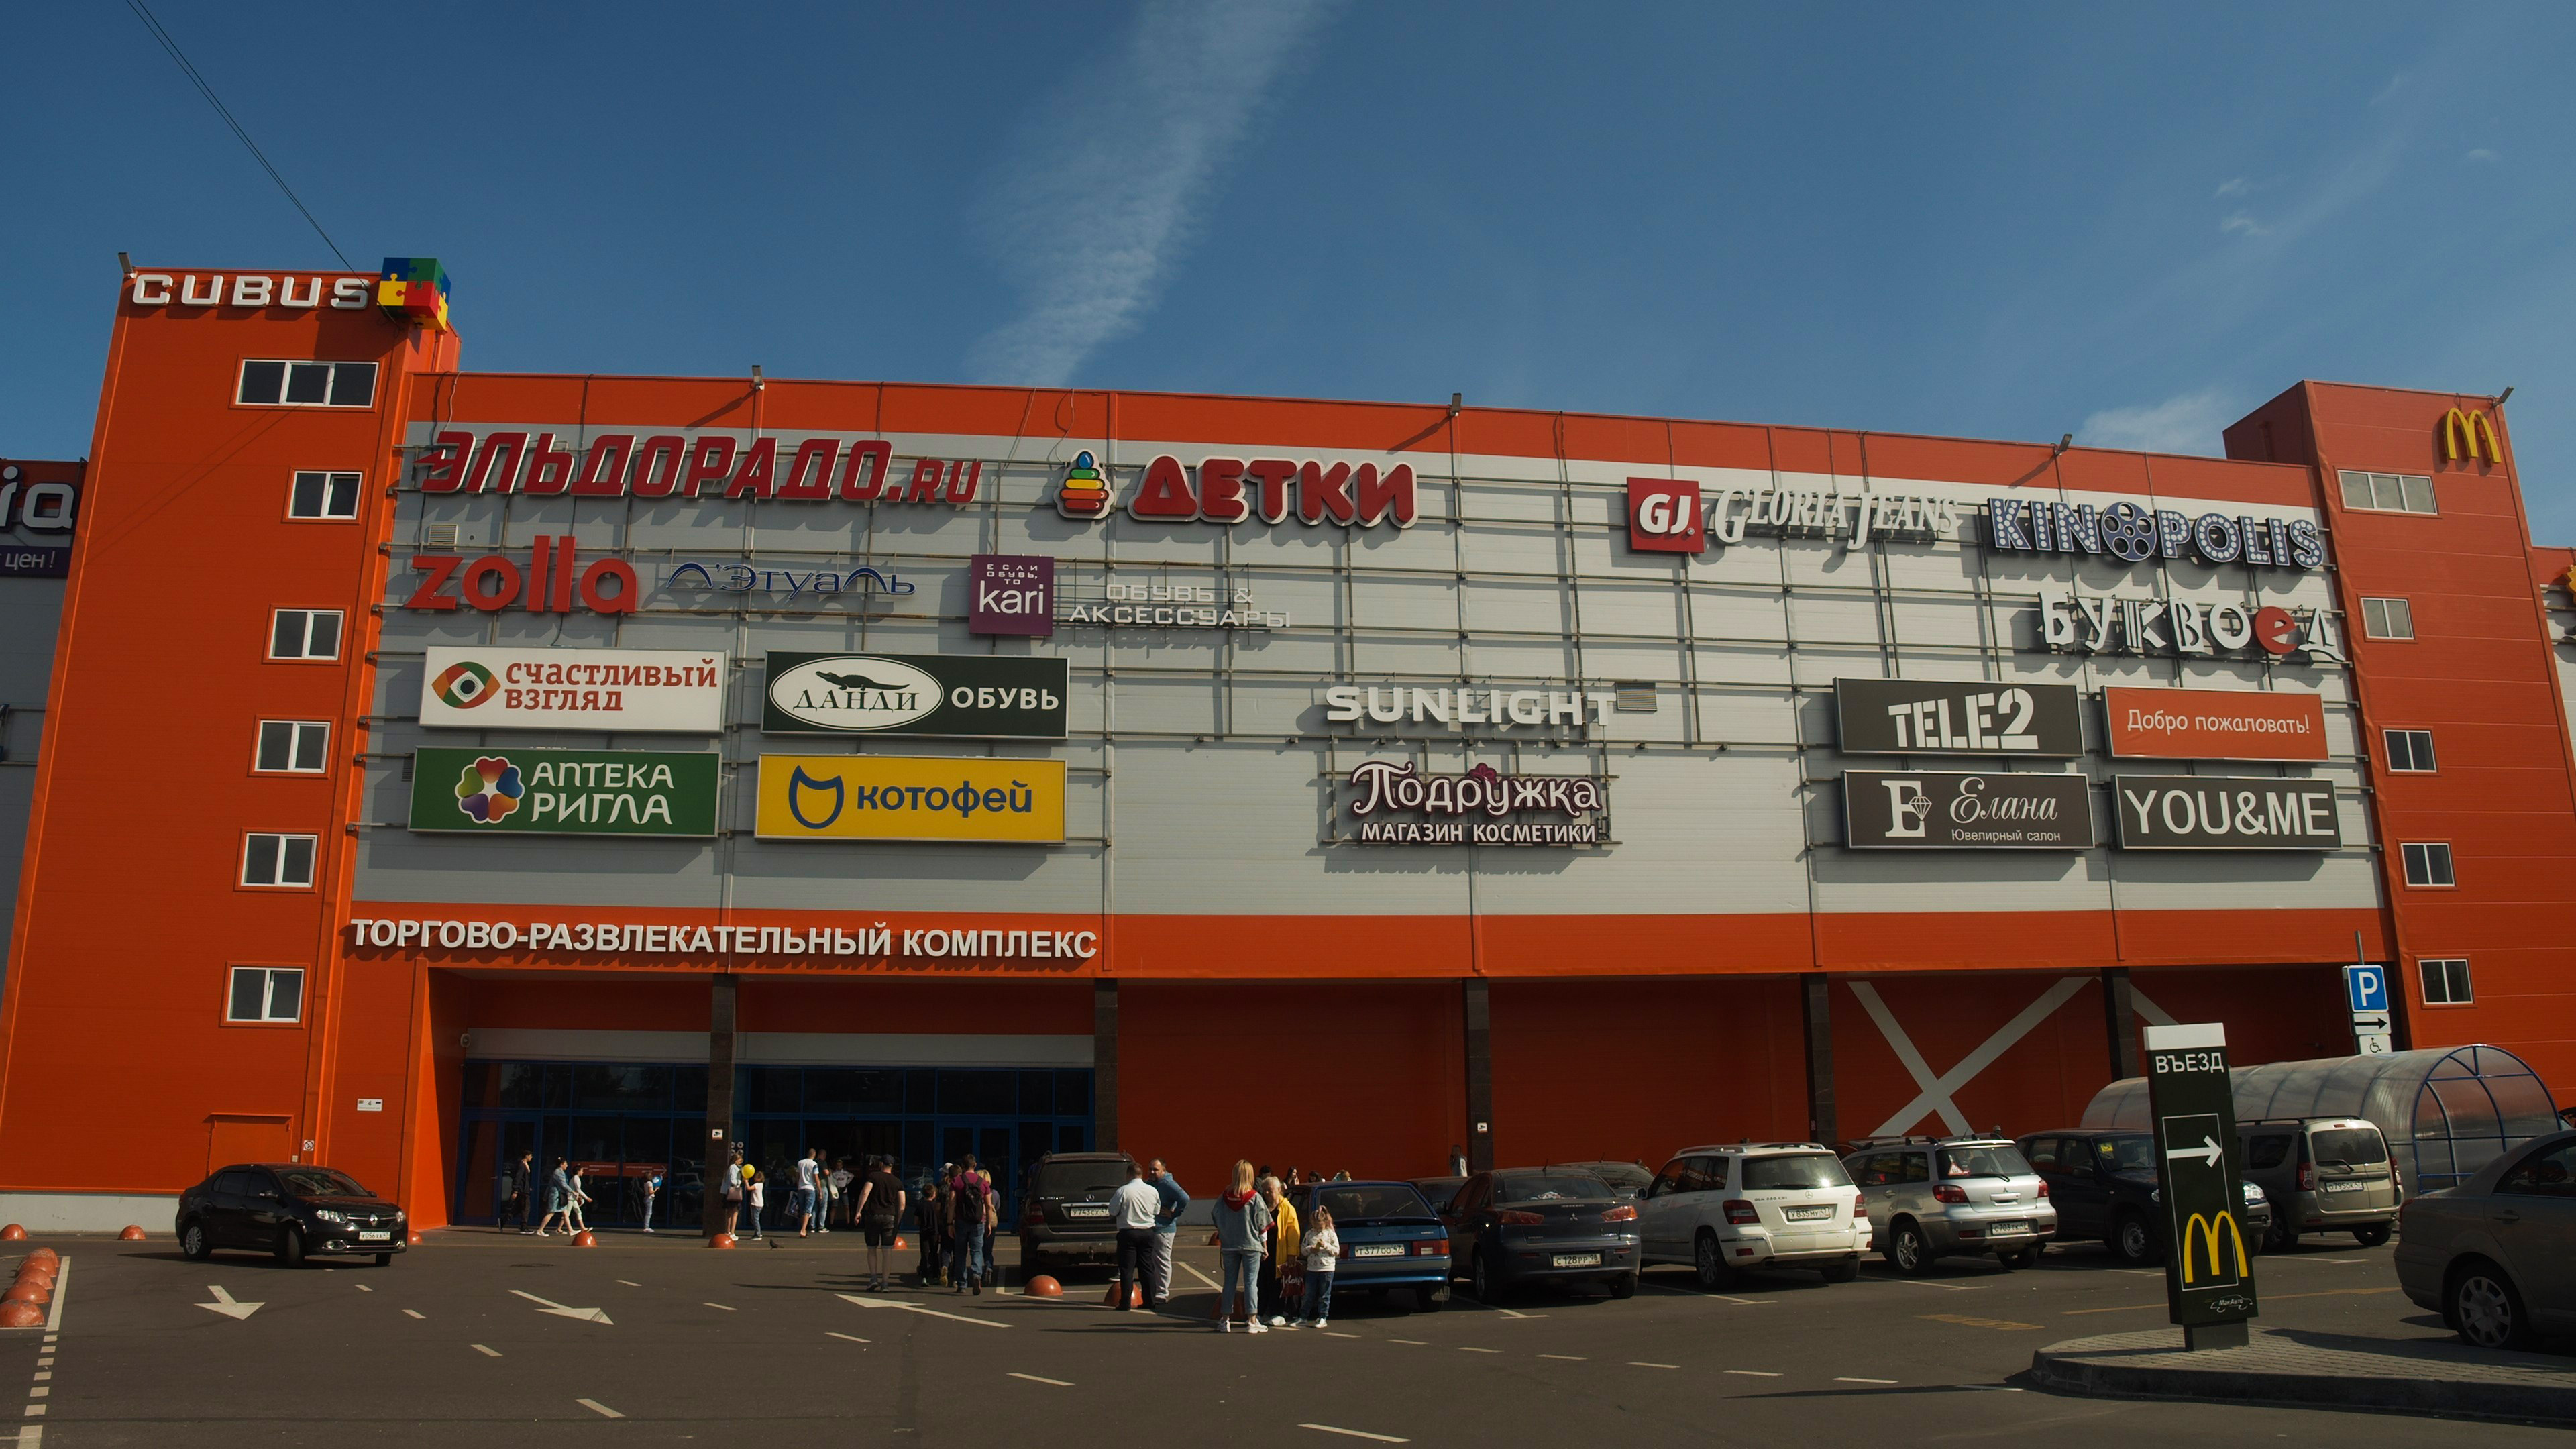 CUBUS
ia
цен!
ЭЛЬДОРАДО.RU
ДЕТКИ
GJ GLORIA JEANS
KINOPOLIS
zolla
Л'Этуаль
ЕСЛИ
ОБУВЬ,
ТО
kari
ОБУВЬ &
АКСЕССУАРЫ
БУКВОеД
СЧАСТЛИВЫЙ
ВЗГЛЯД
ДАНДИ ОБУВЬ
SUNLIGHT
TELE2
Добро пожаловать!
АПТЕКА
РИГЛА
котофей
Подружка
МАГАЗИН КОСМЕТИКИ
Е Елана
Ювелирный салон
YOU&ME
ТОРГОВО-РАЗВЛЕКАТЕЛЬНЫЙ КОМПЛЕКС
P
ВЪЕЗД
М
МакАвто